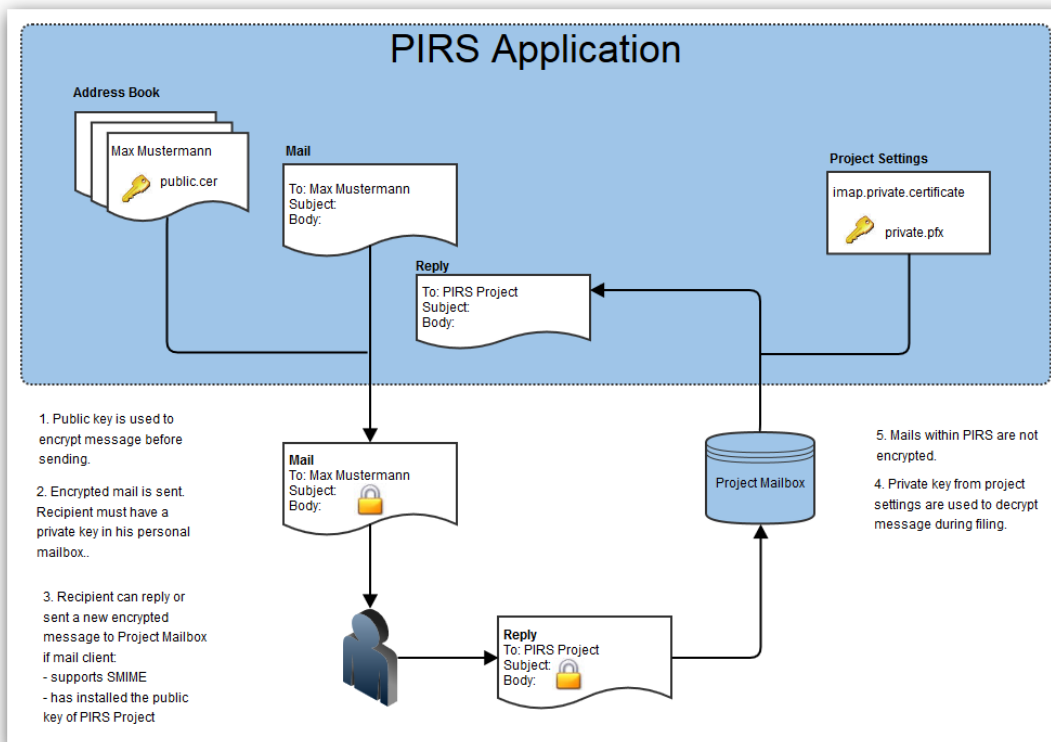 PIRS Application
Address Book
Max Mustermann
public.cer
Mail
To: Max Mustermann
Subject:
Body:
Reply
To: PIRS Project
Subject:
Body:
Project Settings
imap.private.certificate
private.pfx
1. Public key is used to
encrypt message before
sending.
2. Encrypted mail is sent.
Recipient must have a
private key in his personal
mailbox..
3. Recipient can reply or
sent a new encrypted
message to Project Mailbox
if mail client:
- supports SMIME
- has installed the public
key of PIRS Project
Mail
To: Max Mustermann
Subject:
Body:
Reply
To: PIRS Project
Subject:
Body:
Project Mailbox
5. Mails within PIRS are not
encrypted.
4. Private key from project
settings are used to decrypt
message during filing.